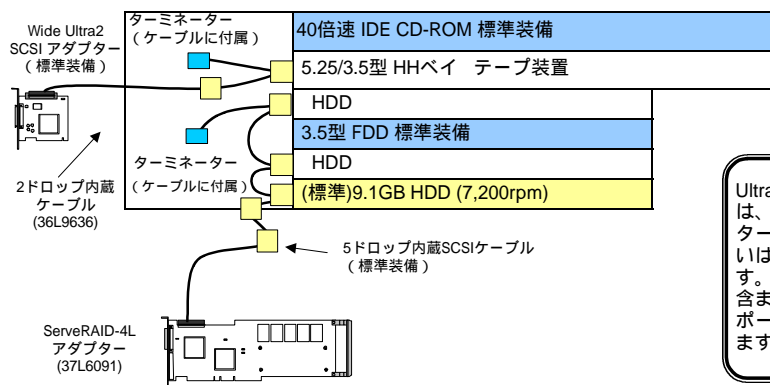 Wide Ultra2
SCSI アダプター
(標準装備)
ターミネーター
(ケーブルに付属)
40倍速 IDE CD-ROM 標準装備
5.25/3.5型 HHベイ テープ装置
HDD
3.5型 FDD 標準装備
HDD
(標準)9.1GB HDD (7,200rpm)
ターミネーター
(ケーブルに付属)
2ドロップ内蔵
ケーブル
(36L9636)
5ドロップ内蔵SCSIケーブル
(標準装備)
ServeRAID-4L
アダプター
(37L6091)
Ultra
は、
ター
いは
す。
含ま
ポー
ます